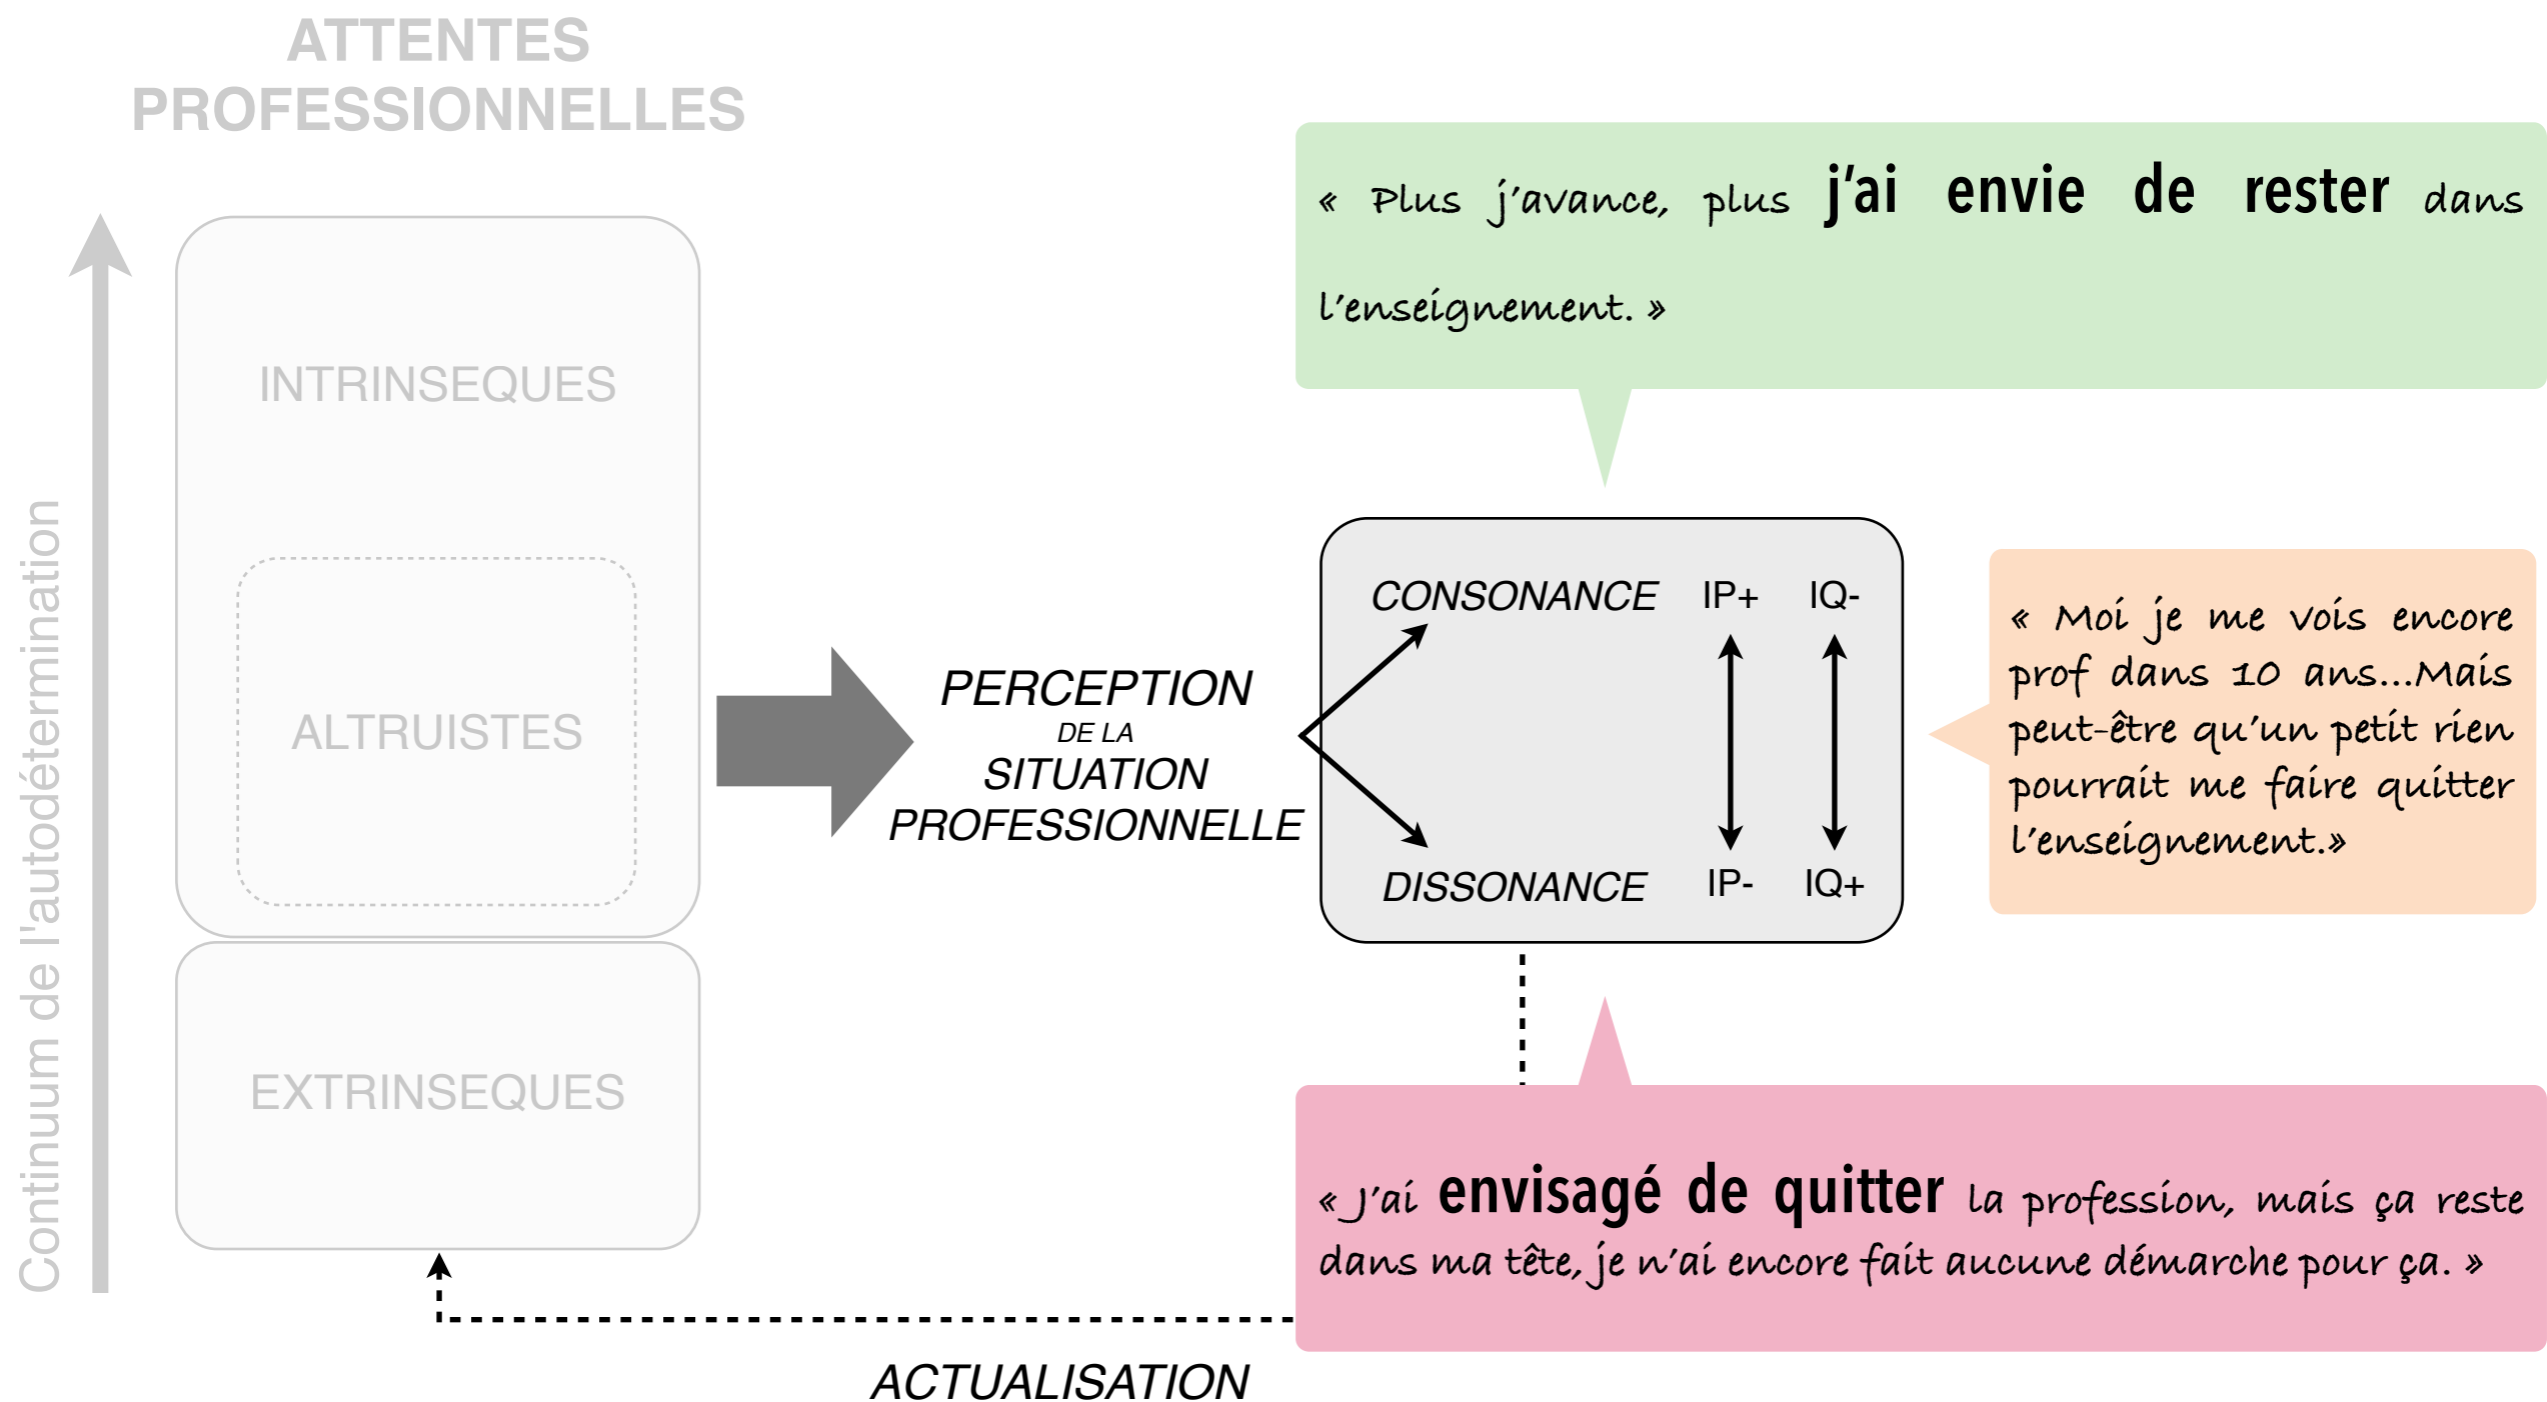 ATTENTES
PROFESSIONNELLES
Continuum de l'autodétermination
INTRINSEQUES
ALTRUISTES
EXTRINSEQUES
PERCEPTION
DE LA
SITUATION
PROFESSIONNELLE
« Plus j'avance, plus j'ai envie de rester dans
l'enseignement. »
CONSONANCE IP+ IQ-
DISSONANCE IP- IQ+
« Moi je me vois encore
prof dans 10 ans...Mais
peut-être qu'un petit rien
pourrait me faire quitter
l'enseignement.»
« J'ai envisagé de quitter la profession, mais ça reste
dans ma tête, je n'ai encore fait aucune démarche pour ça. »
ACTUALISATION